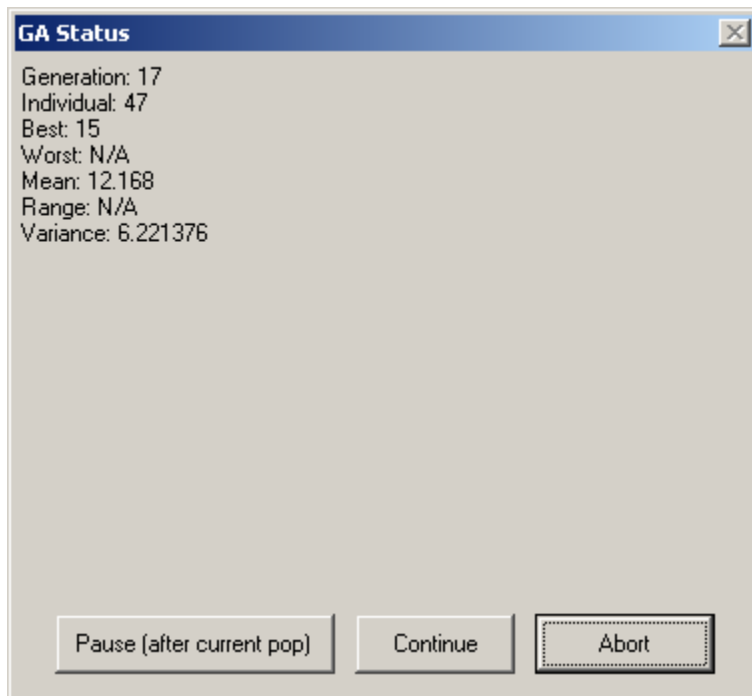 GA Status
Generation: 17
Individual: 47
Best: 15
Worst: N/A
Mean: 12.168
Range: N/A
Variance: 6.221376
Pause (after current pop) Continue Abort